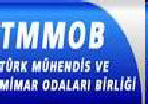 TMMOB
TÜRK MÜHENDİS VE
MİMAR ODALARI BİRLİĞİ